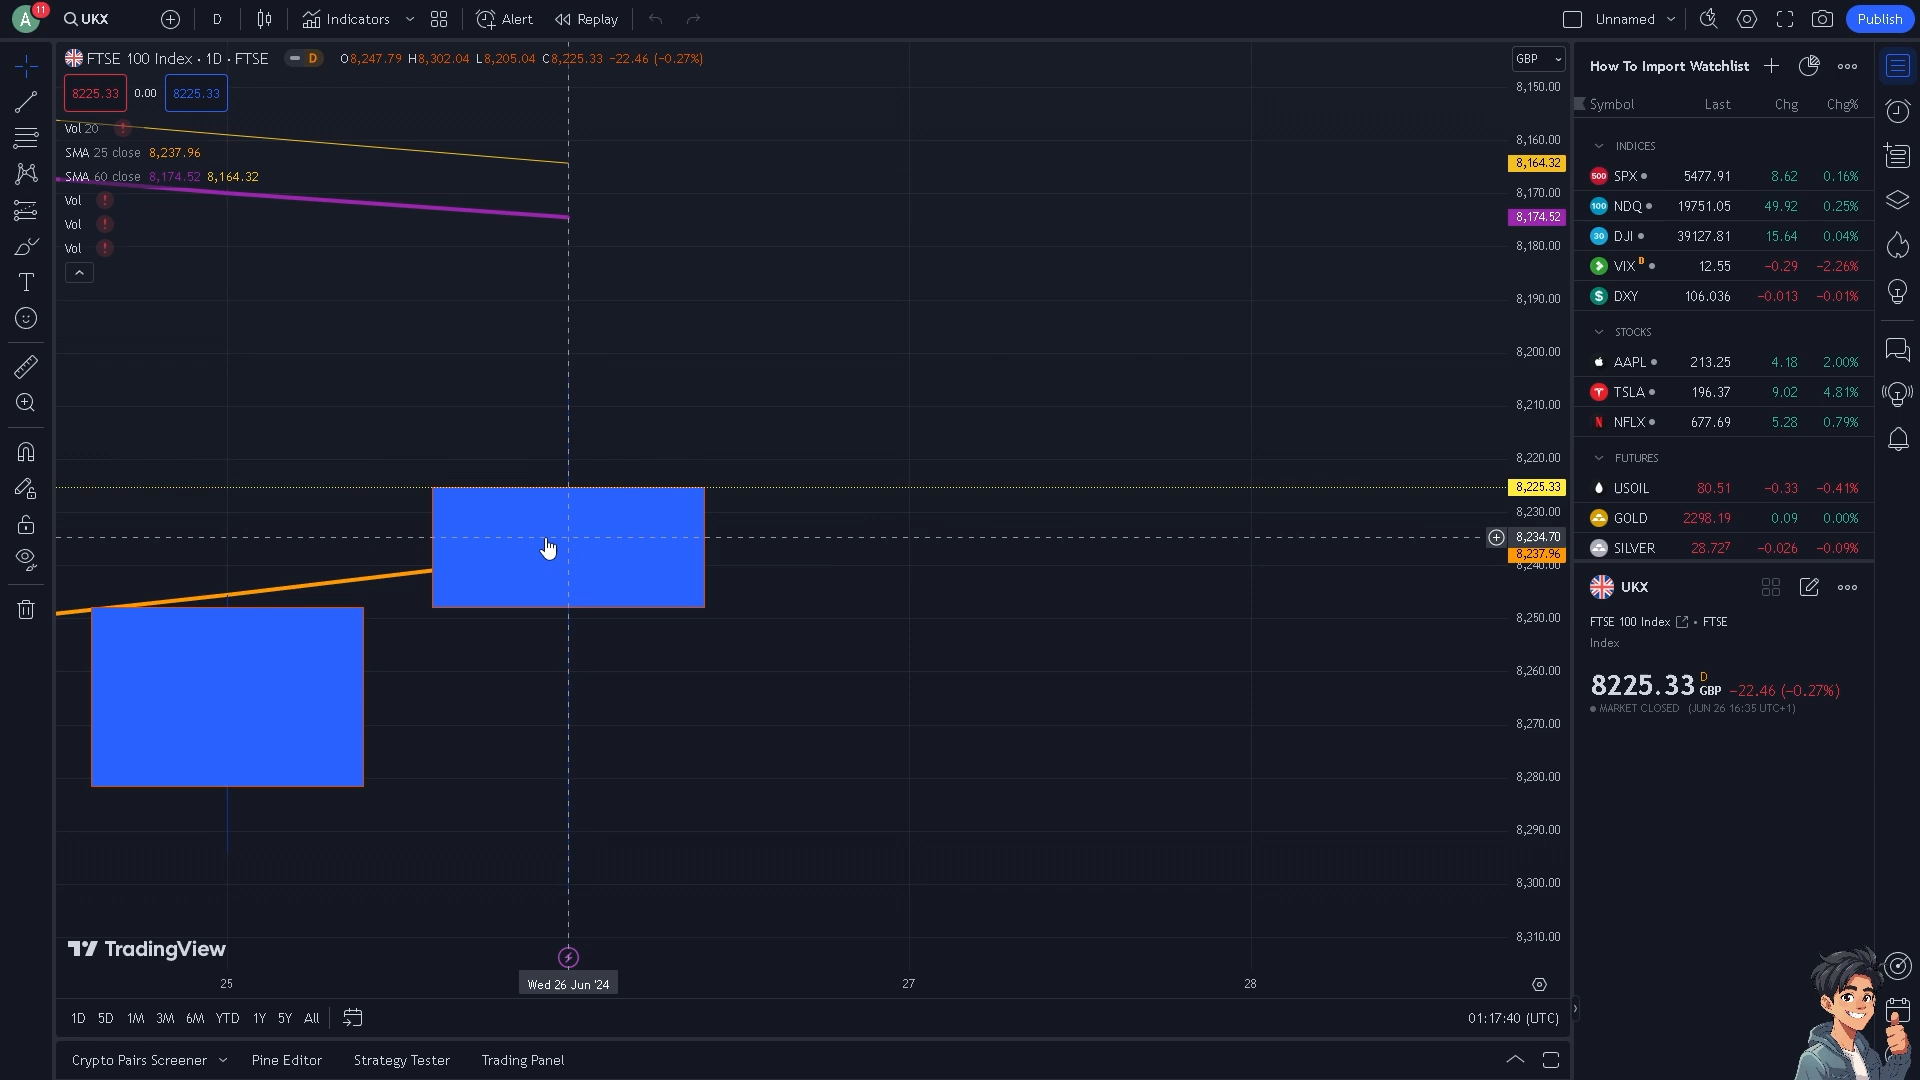 A 11 UKX D Indicators Alert Replay Unnamed Publish
FTSE 100 Index · 1D · FTSE D O8,247.79 H8,302.04 L8,205.04 C8,225.33 −22.46 (−0.27%)
GBP
8225.33 0.00 8225.33
Vol 20
SMA 25 close 8,237.96
SMA 60 close 8,174.52 8,164.32
Vol
Vol
Vol
8,150.00
8,160.00
8,164.32
8,170.00
8,174.52
8,180.00
8,190.00
8,200.00
8,210.00
8,220.00
8,225.33
8,230.00
8,234.70
8,237.96
8,240.00
8,250.00
8,260.00
8,270.00
8,280.00
8,290.00
8,300.00
8,310.00
TradingView
25 Wed 26 Jun '24 27 28
1D 5D 1M 3M 6M YTD 1Y 5Y All 01:17:40 (UTC)
Crypto Pairs Screener Pine Editor Strategy Tester Trading Panel
How To Import Watchlist
Symbol Last Chg Chg%
INDICES
500 SPX 5477.91 8.62 0.16%
100 NDQ 19751.05 49.92 0.25%
30 DJI 39127.81 15.64 0.04%
VIX D 12.55 −0.29 −2.26%
$ DXY 106.036 −0.013 −0.01%
STOCKS
AAPL 213.25 4.18 2.00%
TSLA 196.37 9.02 4.81%
N NFLX 677.69 5.28 0.79%
FUTURES
USOIL 80.51 −0.33 −0.41%
GOLD 2298.19 0.09 0.00%
SILVER 28.727 −0.026 −0.09%
UKX
FTSE 100 Index • FTSE
Index
8225.33 D GBP −22.46 (−0.27%)
MARKET CLOSED (JUN 26 16:35 UTC+1)